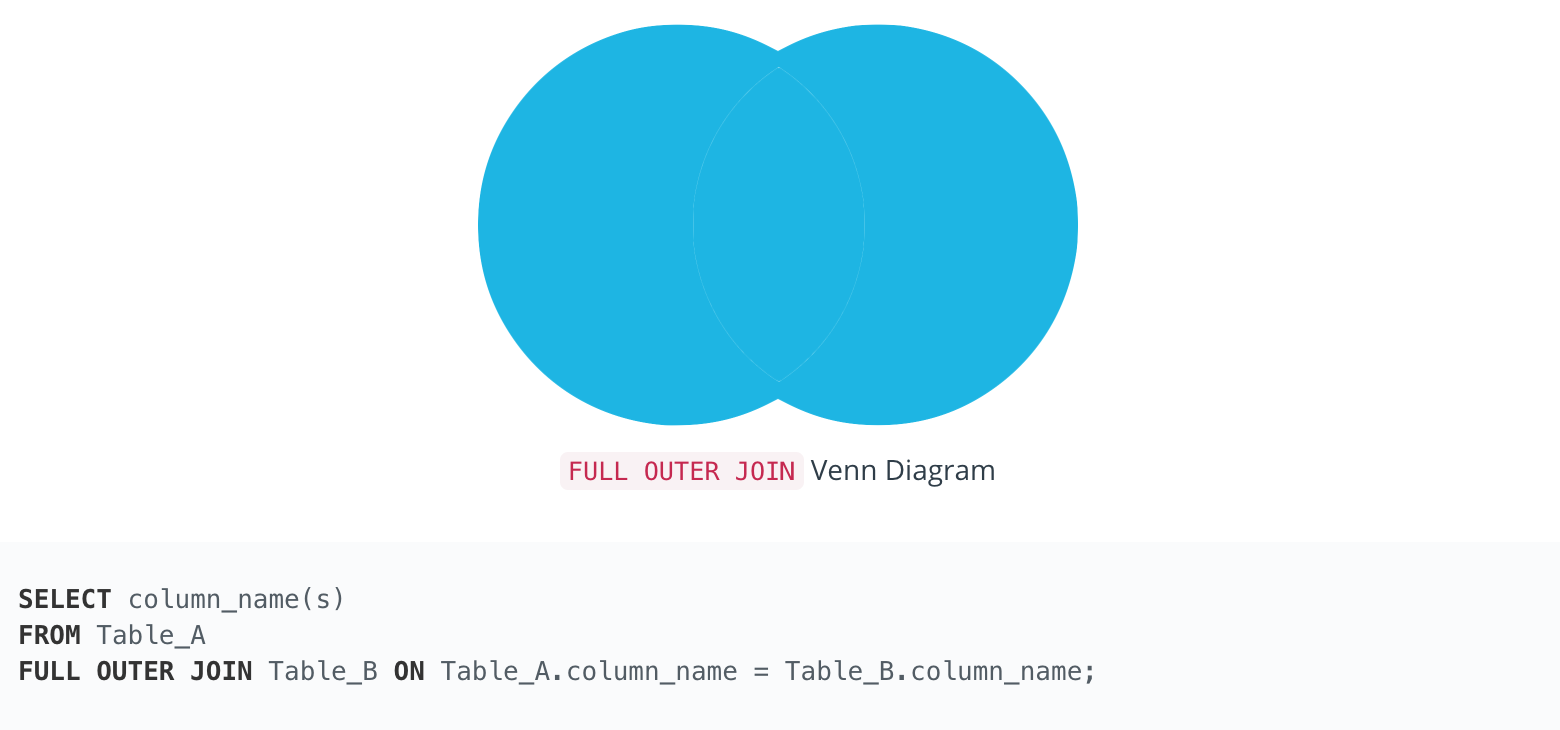 FULL OUTER JOIN Venn Diagram
SELECT column_name(s)
FROM Table_A
FULL OUTER JOIN Table_B ON Table_A.column_name = Table_B.column_name;